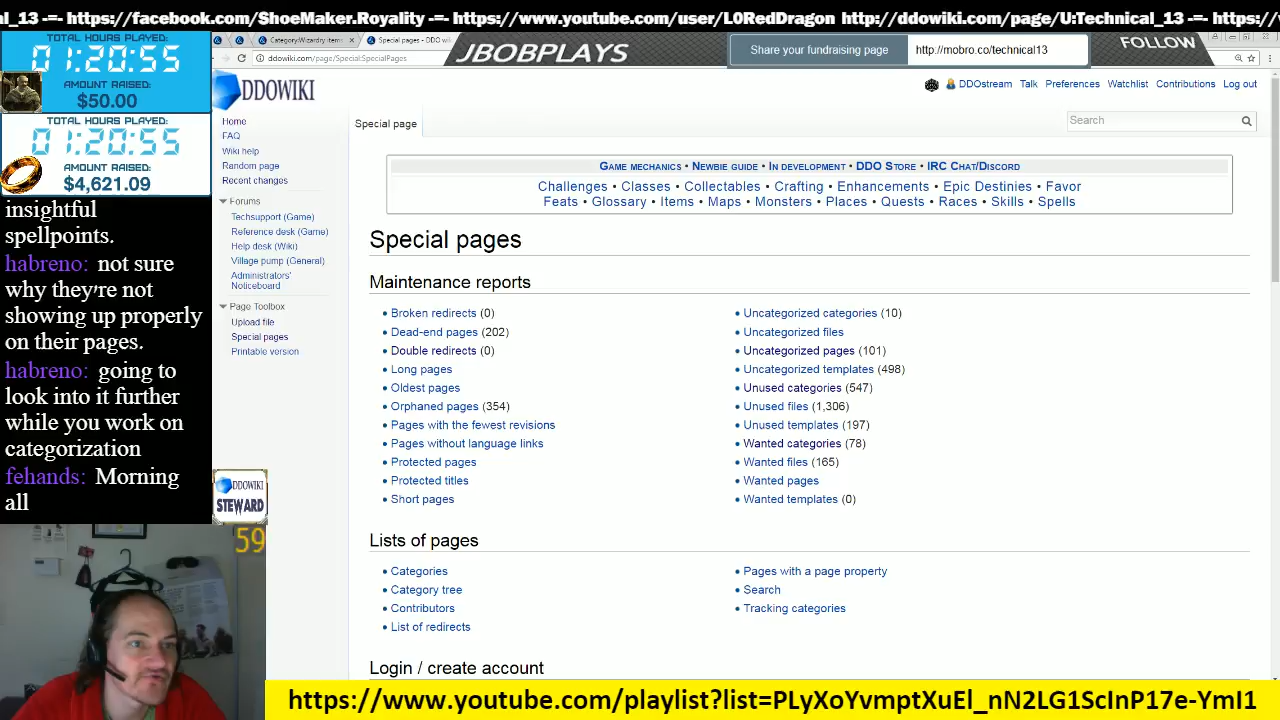 al_13 -=- https://facebook.com/ShoeMaker.Royality -=- https://www.youtube.com/user/L0RedDragon http://ddowiki.com/page/U:Technical_13 -=- https:/
TOTAL HOURS PLAYED:
01:20:55
AMOUNT RAISED:
$50.00
TOTAL HOURS PLAYED:
01:20:55
AMOUNT RAISED:
$4,621.09
insightful
spellpoints.
habreno: not sure
why they're not
showing up properly
on their pages.
habreno: going to
look into it further
while you work on
categorization
fehands: Morning
all
59
Category:Wizardry item
Special pages - DDO wi
ddowiki.com/page/Special:SpecialPages
JBOBPLAYS
Share your fundraising page
http://mobro.co/technical13
FOLLOW
DDOWIKI
DDOstream Talk Preferences Watchlist Contributions Log out
Special page
Search
Home
FAQ
Wiki help
Random page
Recent changes
Forums
Techsupport (Game)
Reference desk (Game)
Help desk (Wiki)
Village pump (General)
Administrators'
Noticeboard
Page Toolbox
Upload file
Special pages
Printable version
DDOWIKI
STEWARD
Game mechanics • Newbie guide • In development • DDO Store • IRC Chat/Discord
Challenges • Classes • Collectables • Crafting • Enhancements • Epic Destinies • Favor
Feats • Glossary • Items • Maps • Monsters • Places • Quests • Races • Skills • Spells
Special pages
Maintenance reports
• Broken redirects (0)
• Dead-end pages (202)
• Double redirects (0)
• Long pages
• Oldest pages
• Orphaned pages (354)
• Pages with the fewest revisions
• Pages without language links
• Protected pages
• Protected titles
• Short pages
• Uncategorized categories (10)
• Uncategorized files
• Uncategorized pages (101)
• Uncategorized templates (498)
• Unused categories (547)
• Unused files (1,306)
• Unused templates (197)
• Wanted categories (78)
• Wanted files (165)
• Wanted pages
• Wanted templates (0)
Lists of pages
• Categories
• Category tree
• Contributors
• List of redirects
• Pages with a page property
• Search
• Tracking categories
Login / create account
https://www.youtube.com/playlist?list=PLyXoYvmptXuEl_nN2LG1ScInP17e-YmI1